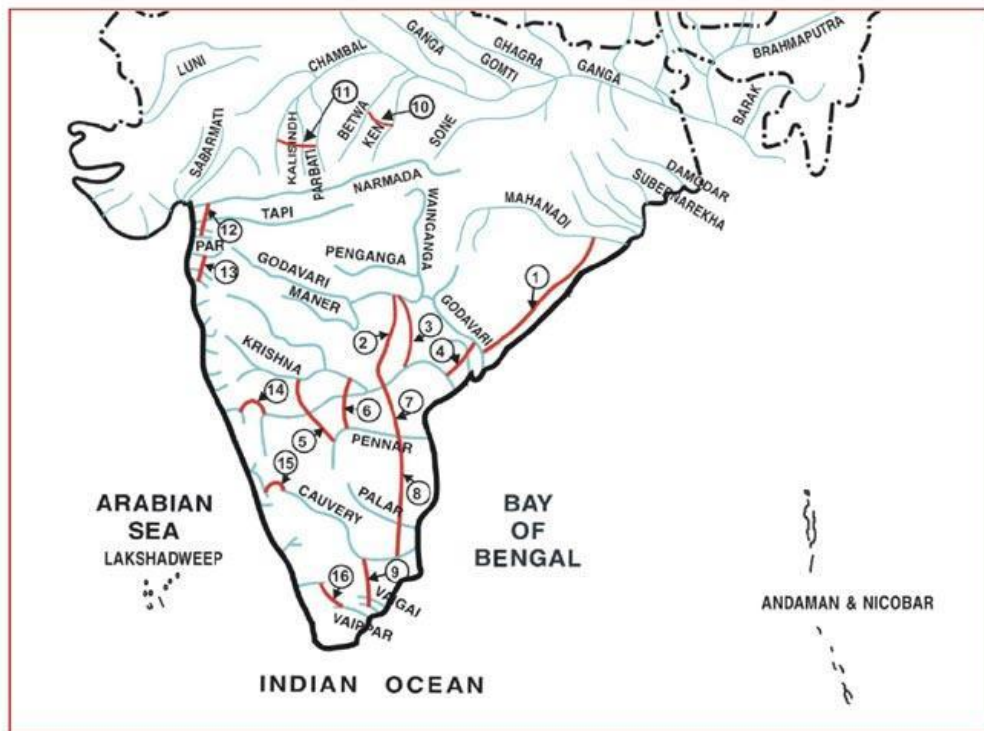 LUNI
CHAMBAL
GANGA
GOMTI
GHAGRA
GANGA
BRAHMAPUTRA
BARAK
SABARMATI
KALISINDH
PARBATI
11
BETWA
KEN
10
SONE
DAMODAR
SUBERNAREKHA
NARMADA
TAPI
WAINGANGA
MAHANADI
12
PAR
13
GODAVARI
PENGANGA
MANER
GODAVARI
1
2
3
4
KRISHNA
14
5
6
7
PENNAR
15
CAUVERY
PALAR
8
ARABIAN
SEA
LAKSHADWEEP
BAY
OF
BENGAL
16
9
VAIGAI
VAIPPAR
ANDAMAN & NICOBAR
INDIAN OCEAN